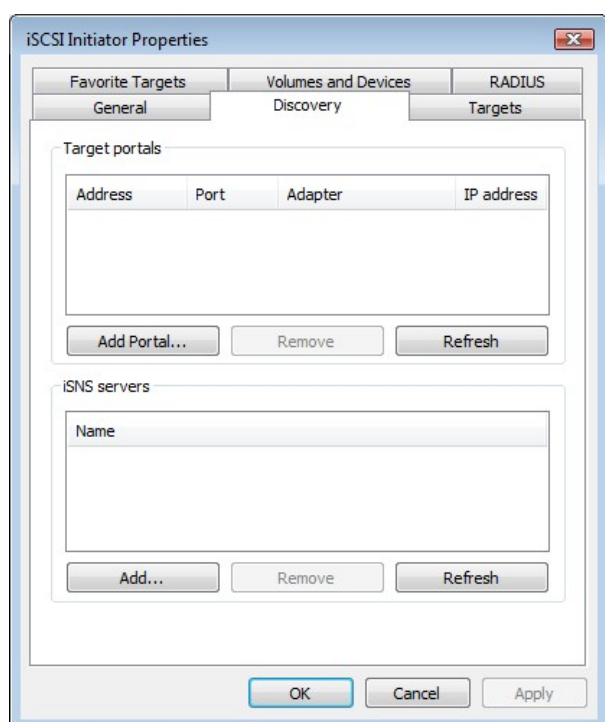 iSCSI Initiator Properties
Favorite Targets Volumes and Devices RADIUS
General Discovery Targets
Target portals
Address Port Adapter IP address
Add Portal... Remove Refresh
iSNS servers
Name
Add... Remove Refresh
OK Cancel Apply